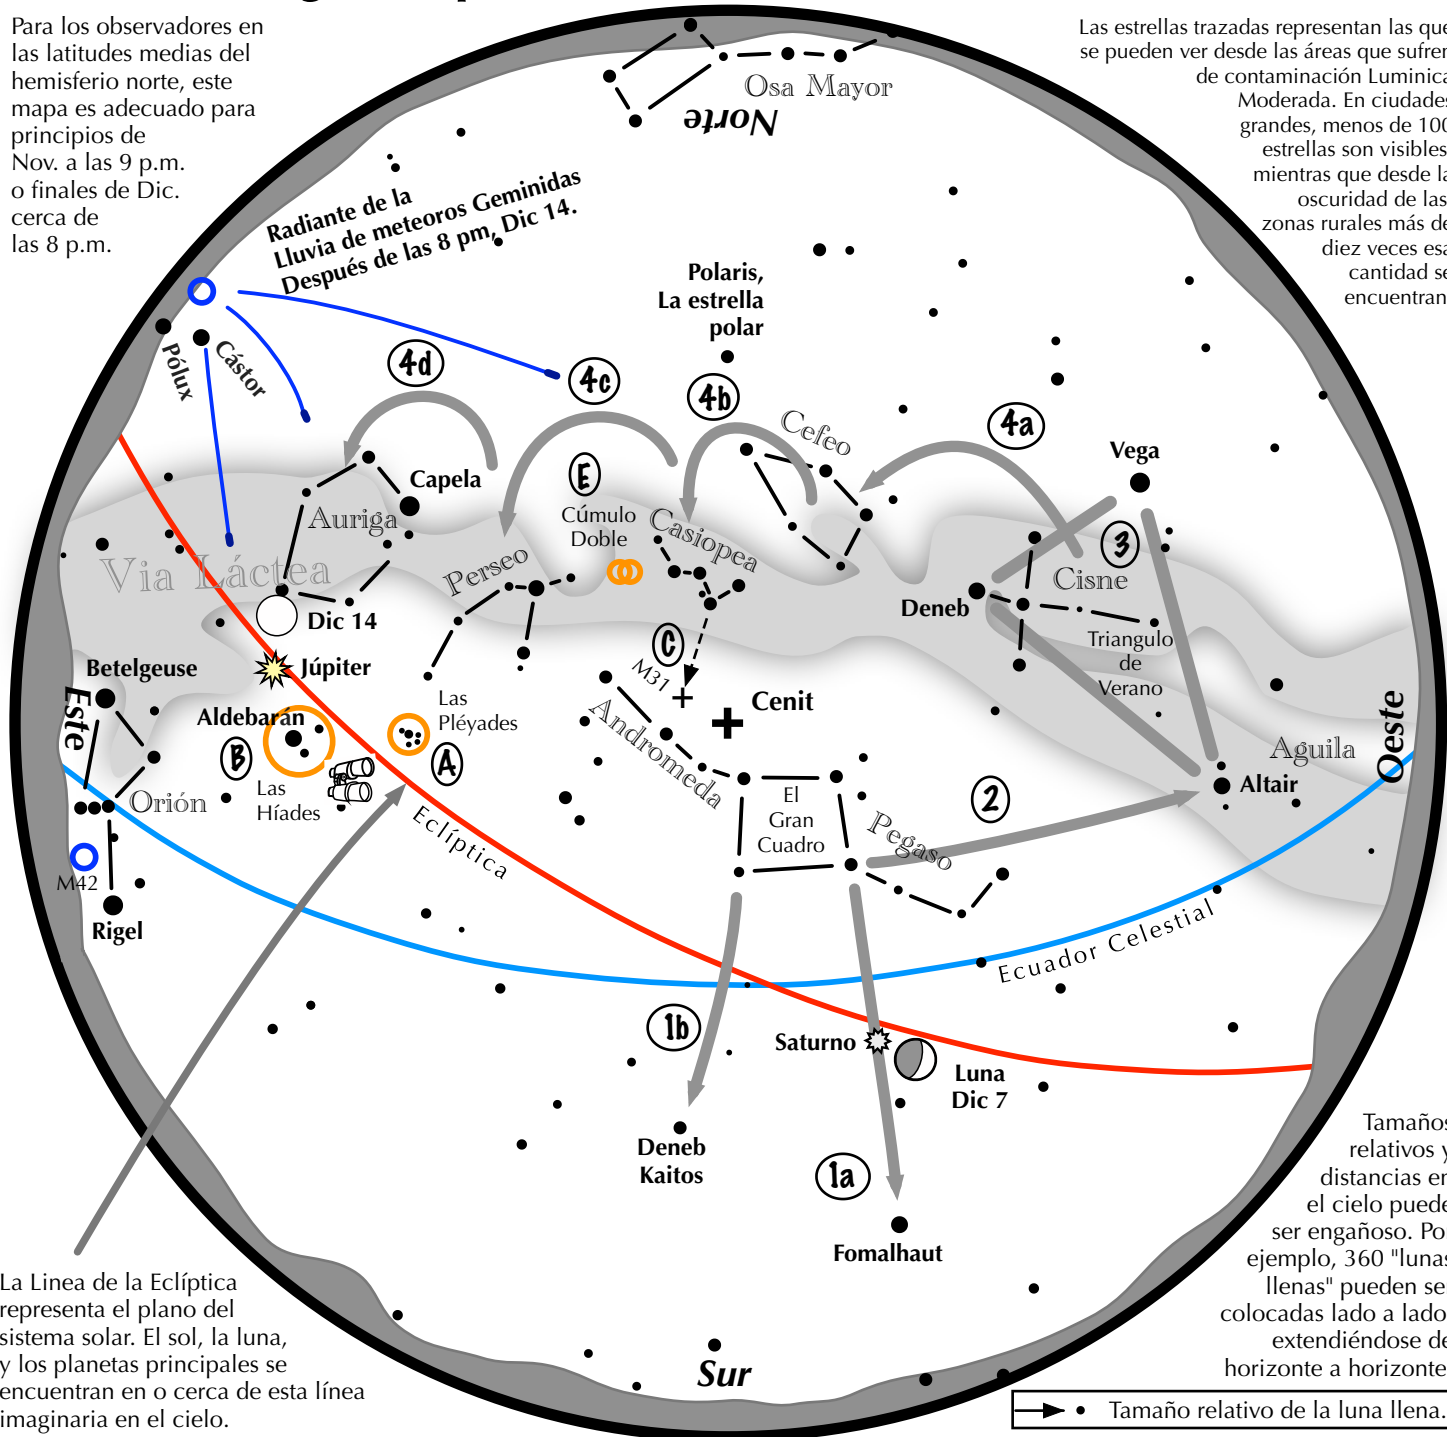 Para los observadores en
las latitudes medias del
hemisferio norte, este
mapa es adecuado para
principios de
Nov. a las 9 p.m.
o finales de Dic.
cerca de
las 8 p.m.
Las estrellas trazadas representan las que
se pueden ver desde las áreas que sufren
de contaminación Luminica
Moderada. En ciudades
grandes, menos de 100
estrellas son visibles
mientras que desde la
oscuridad de las
zonas rurales más de
diez veces esa
cantidad se
encuentran
Osa Mayor
Norte
Radiante de la
Lluvia de meteoros Geminidas
Después de las 8 pm, Dic 14.
Polaris,
La estrella
polar
Pólux
Cástor
4d
4c
4b
4a
Cefeo
Vega
Capela
E
Cúmulo
Doble
Casiopea
Auriga
3
Via Láctea
Perseo
Cisne
Deneb
Dic 14
Triangulo
de
Verano
C
M31
Betelgeuse
Júpiter
Este
Las
Pléyades
Cenit
Aldebarán
Andromeda
Oeste
Aguila
B
A
Altair
Las
Híades
Orión
El
Gran
Cuadro
2
Pegaso
Eclíptica
M42
Rigel
Ecuador Celestial
1b
Saturno
Luna
Dic 7
Deneb
Kaitos
1a
Fomalhaut
La Linea de la Eclíptica
representa el plano del
sistema solar. El sol, la luna,
y los planetas principales se
encuentran en o cerca de esta línea
imaginaria en el cielo.
Sur
Tamaños
relativos y
distancias en
el cielo puede
ser engañoso. Por
ejemplo, 360 "lunas
llenas" pueden ser
colocadas lado a lado
extendiéndose de
horizonte a horizonte
Tamaño relativo de la luna llena.